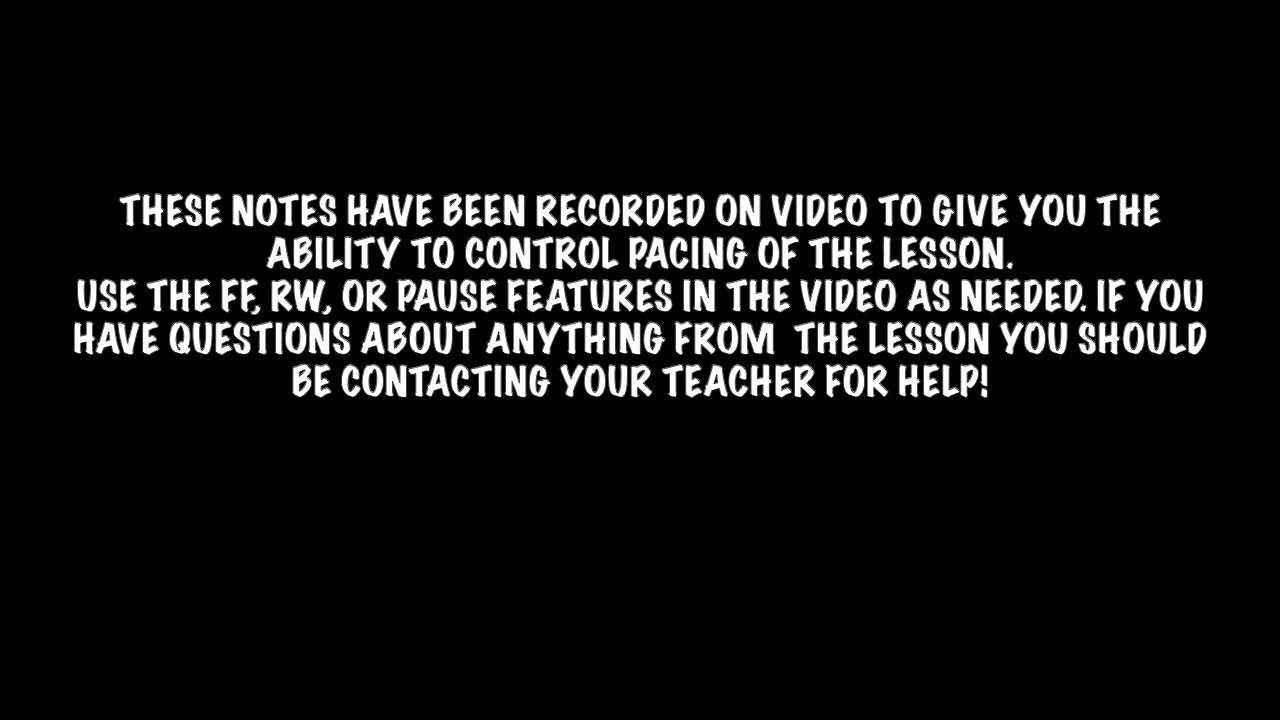 THESE NOTES HAVE BEEN RECORDED ON VIDEO TO GIVE YOU THE
ABILITY TO CONTROL PACING OF THE LESSON.
USE THE FF, RW, OR PAUSE FEATURES IN THE VIDEO AS NEEDED. IF YOU
HAVE QUESTIONS ABOUT ANYTHING FROM  THE LESSON YOU SHOULD
BE CONTACTING YOUR TEACHER FOR HELP!